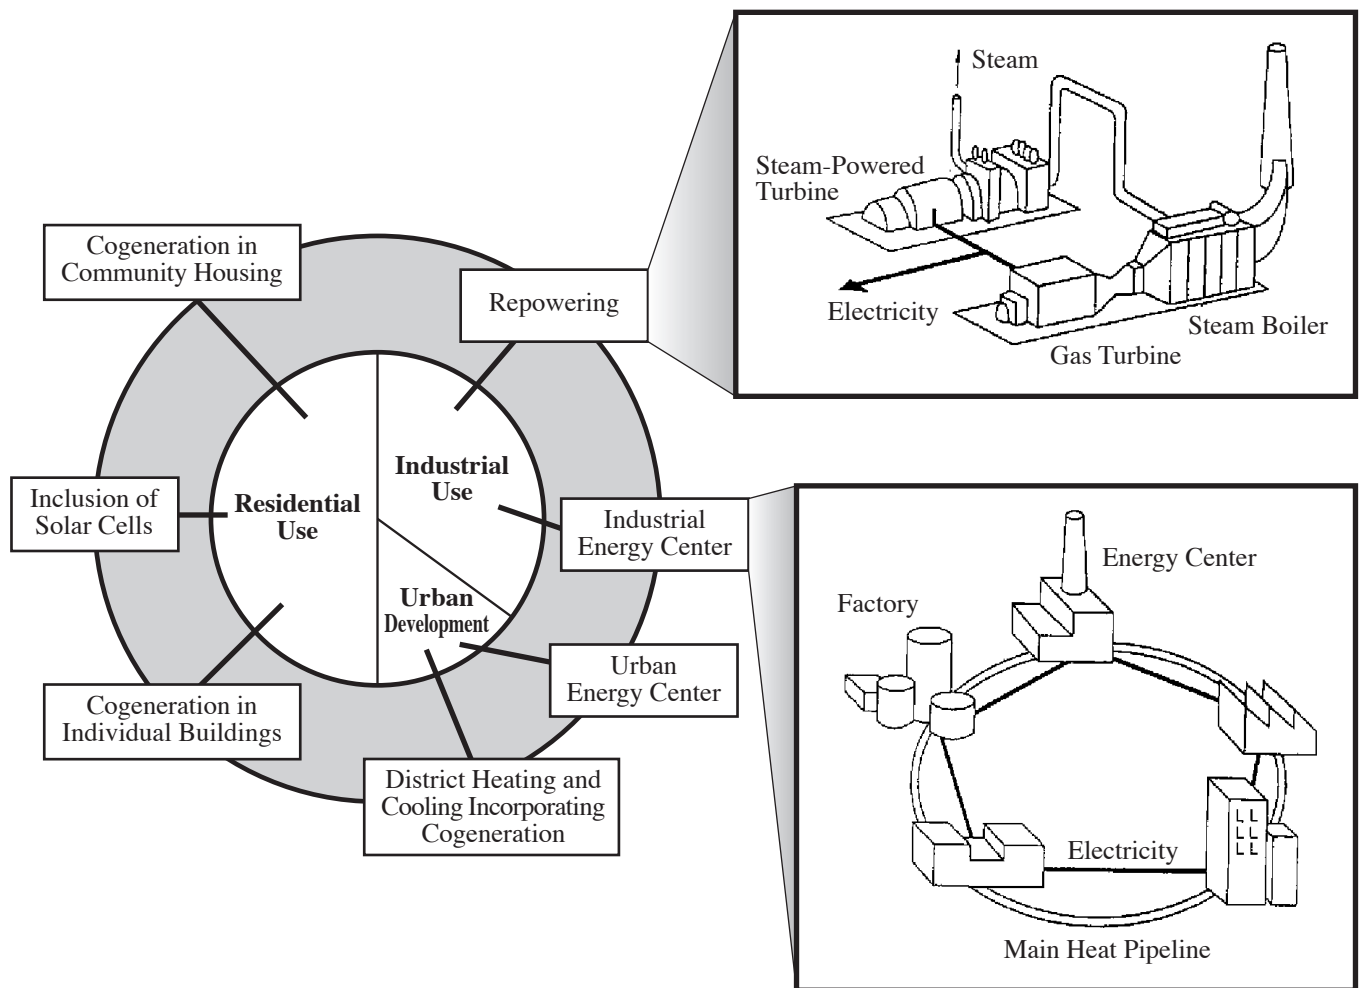 Steam
Steam-Powered
Turbine
Electricity
Steam Boiler
Gas Turbine
Cogeneration in
Community Housing
Repowering
Industrial
Use
Residential
Use
Inclusion of
Solar Cells
Industrial
Energy Center
Urban
Development
Urban
Energy Center
Cogeneration in
Individual Buildings
District Heating and
Cooling Incorporating
Cogeneration
Energy Center
Factory
Electricity
Main Heat Pipeline